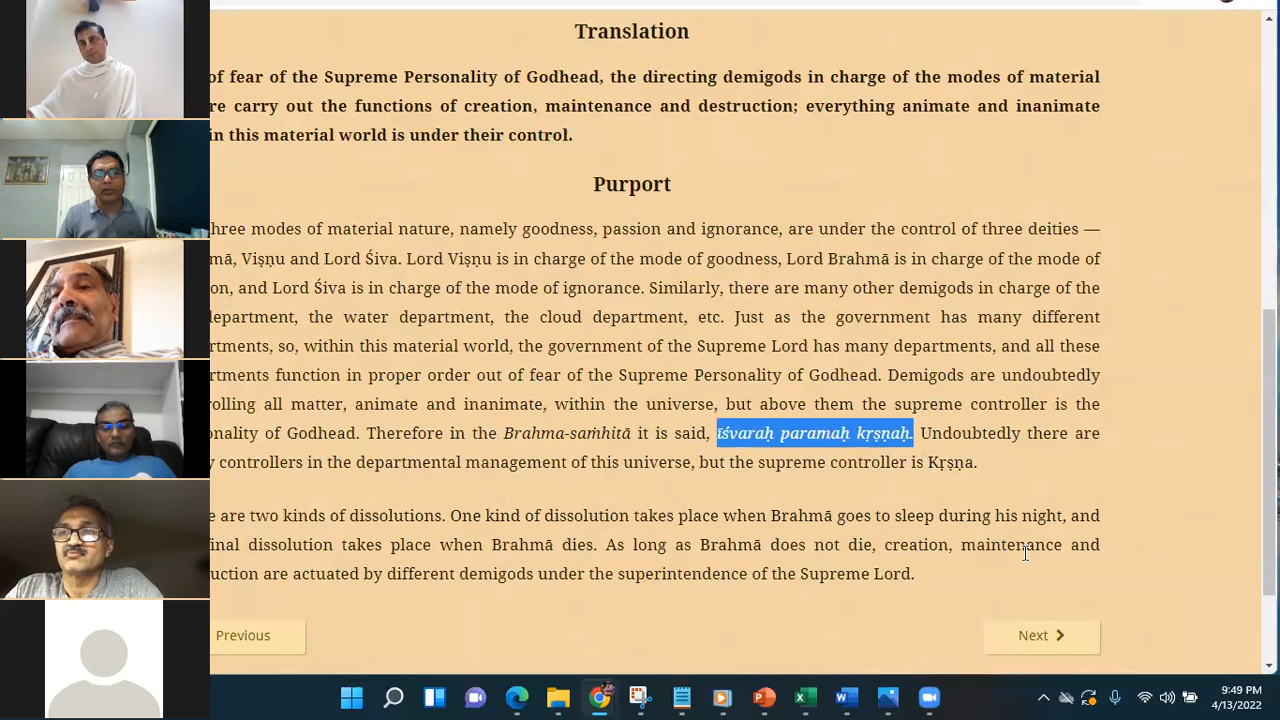 Translation
of fear of the Supreme Personality of Godhead, the directing demigods in charge of the modes of material
re carry out the functions of creation, maintenance and destruction; everything animate and inanimate
in this material world is under their control.
Purport
hree modes of material nature, namely goodness, passion and ignorance, are under the control of three deities —
mā, Viṣṇu and Lord Śiva. Lord Viṣṇu is in charge of the mode of goodness, Lord Brahmā is in charge of the mode of
on, and Lord Śiva is in charge of the mode of ignorance. Similarly, there are many other demigods in charge of the
department, the water department, the cloud department, etc. Just as the government has many different
rtments, so, within this material world, the government of the Supreme Lord has many departments, and all these
rtments function in proper order out of fear of the Supreme Personality of Godhead. Demigods are undoubtedly
rolling all matter, animate and inanimate, within the universe, but above them the supreme controller is the
onality of Godhead. Therefore in the Brahma-saṁhitā it is said, īśvaraḥ paramaḥ kṛṣṇaḥ. Undoubtedly there are
y controllers in the departmental management of this universe, but the supreme controller is Kṛṣṇa.
e are two kinds of dissolutions. One kind of dissolution takes place when Brahmā goes to sleep during his night, and
final dissolution takes place when Brahmā dies. As long as Brahmā does not die, creation, maintenance and
uction are actuated by different demigods under the superintendence of the Supreme Lord.
Previous
Next
9:49 PM
4/13/2022